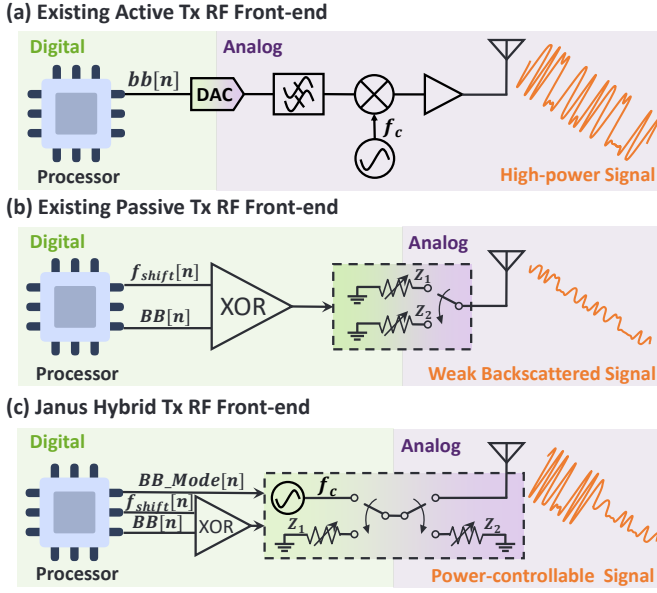 (a) Existing Active Tx RF Front-end
Digital
Analog
bb[n]
DAC
f_c
Processor
High-power Signal
(b) Existing Passive Tx RF Front-end
Digital
Analog
f_shift[n]
Z_1
XOR
Z_2
BB[n]
Processor
Weak Backscattered Signal
(c) Janus Hybrid Tx RF Front-end
Digital
Analog
BB_Mode[n]
f_c
f_shift[n]
XOR
Z_1
Z_2
BB[n]
Processor
Power-controllable Signal